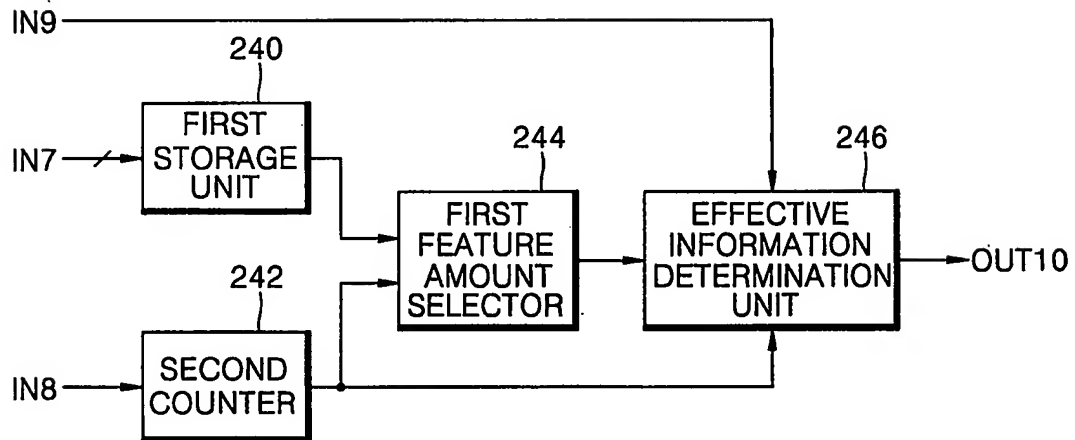 IN9
240
FIRST
STORAGE
UNIT
IN7
244
FIRST
FEATURE
AMOUNT
SELECTOR
246
EFFECTIVE
INFORMATION
DETERMINATION
UNIT
OUT10
242
SECOND
COUNTER
IN8